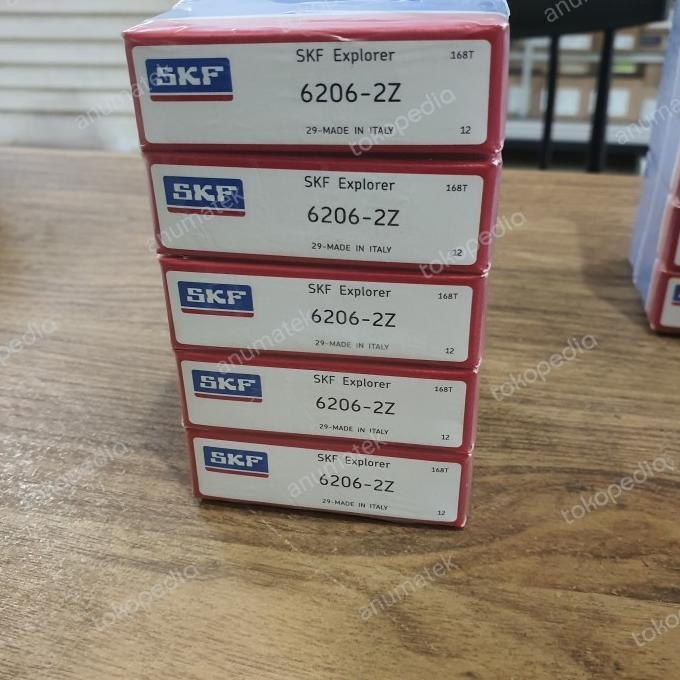 SKF
SKF Explorer
168T
6206-2Z
29-MADE IN ITALY
12
SKF
SKF Explorer
168T
6206-2Z
29-MADE IN ITALY
12
SKF
SKF Explorer
168T
6206-2Z
29-MADE IN ITALY
12
SKF
SKF Explorer
168T
6206-2Z
29-MADE IN ITALY
12
SKF
SKF Explorer
168T
6206-2Z
29-MADE IN ITALY
12
anumatek
tokopedia